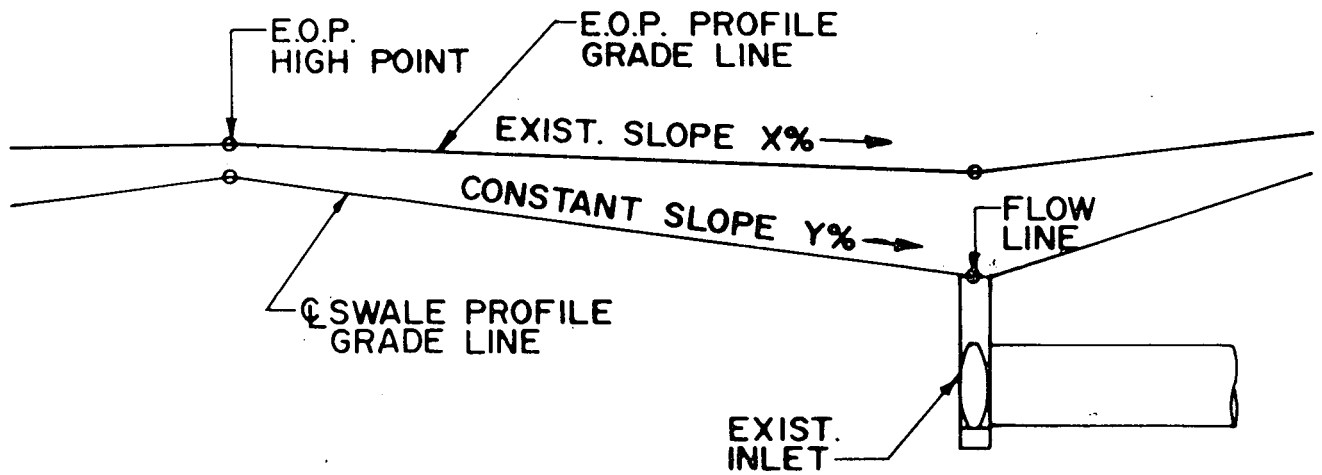 E.O.P.
HIGH POINT
E.O.P. PROFILE
GRADE LINE
EXIST. SLOPE X%
CONSTANT SLOPE Y%
FLOW
LINE
℄ SWALE PROFILE
GRADE LINE
EXIST.
INLET